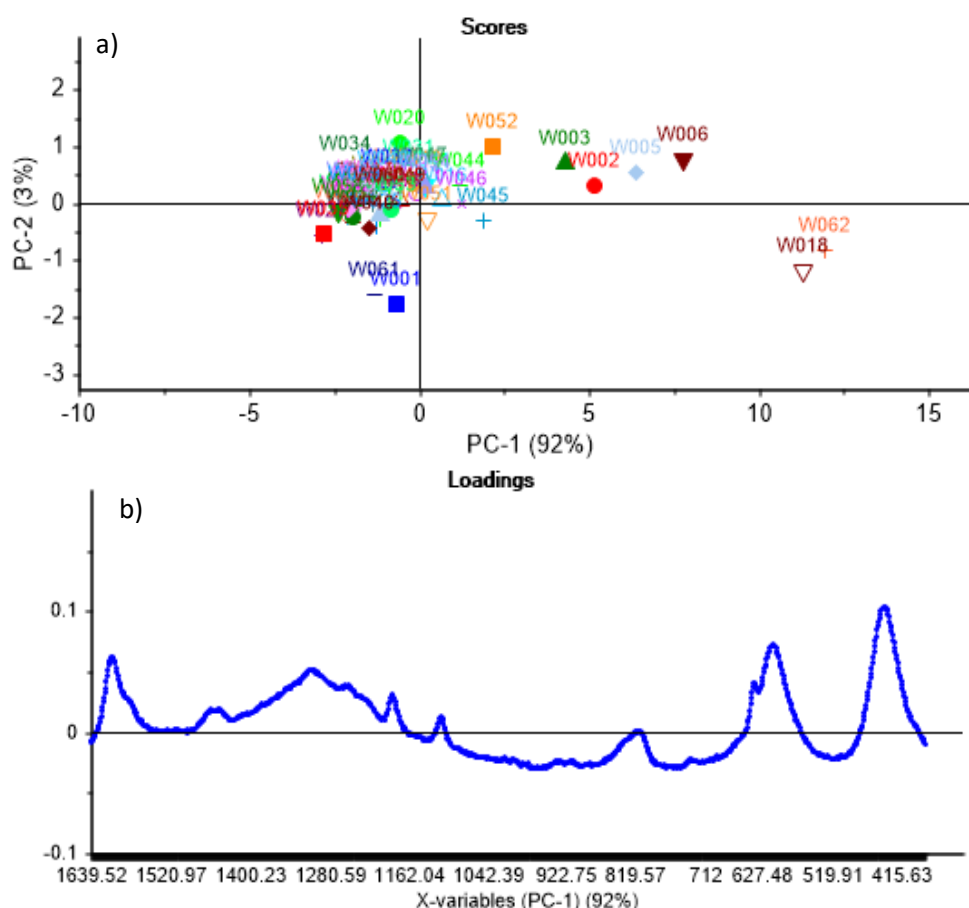 a)
Scores
PC-2 (3%)
2
1
0
-1
-2
-3
W020
W052
W034
W003
W006
W002
W005
W044
W046
W045
W062
W018
W061
W001
-10
-5
0
5
10
15
PC-1 (92%)
Loadings
b)
0.1
0
-0.1
1639.52 1520.97 1400.23 1280.59 1162.04 1042.39 922.75 819.57 712 627.48 519.91 415.63
X-variables (PC-1) (92%)